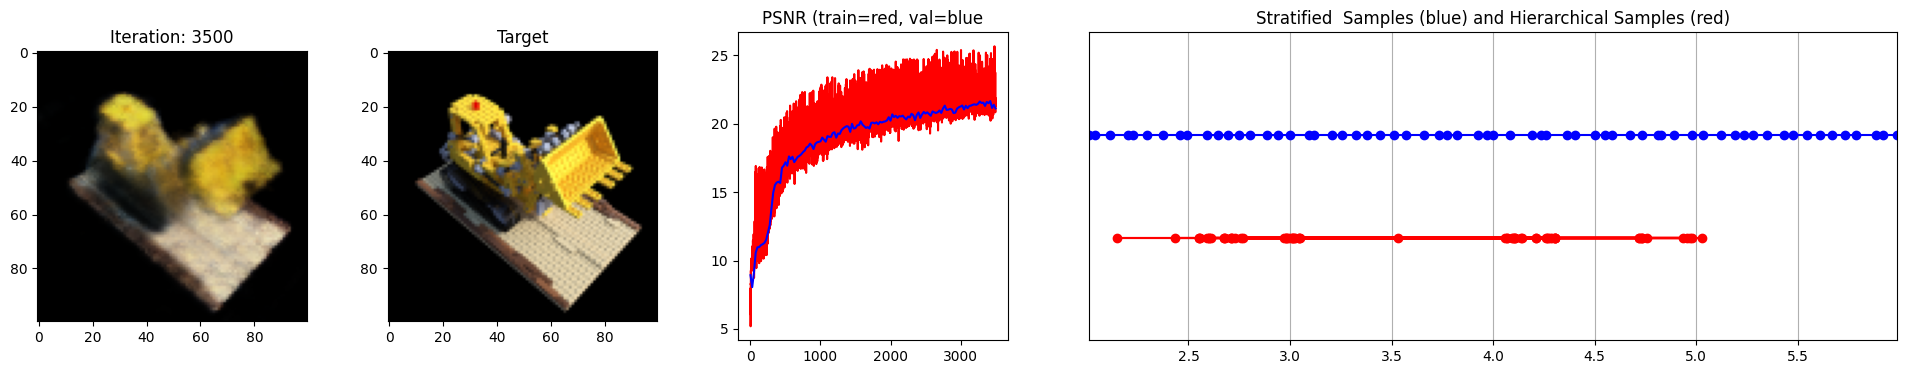 Iteration: 3500
0
20
40
60
80
0 20 40 60 80
Target
0
20
40
60
80
0 20 40 60 80
PSNR (train=red, val=blue
25
20
15
10
5
0 1000 2000 3000
Stratified  Samples (blue) and Hierarchical Samples (red)
2.5 3.0 3.5 4.0 4.5 5.0 5.5